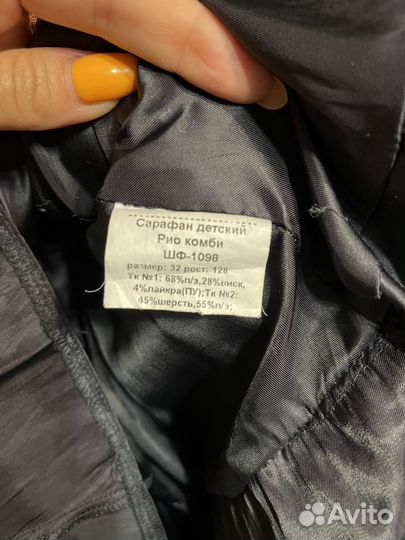 Сарафан детский
Рио комби
ШФ-1098
размер: 32 рост: 128
Тк №1: 68%п/э,28%виск,
4%лайкра(ПУ);Тк №2:
45%шерсть,55%п/э;
Avito